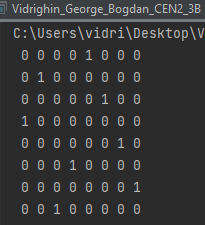 Vidrighin_George_Bogdan_CEN2_3B
C:\Users\vidri\Desktop\V
0 0 0 0 1 0 0 0
0 1 0 0 0 0 0 0
0 0 0 0 0 1 0 0
1 0 0 0 0 0 0 0
0 0 0 0 0 0 1 0
0 0 0 1 0 0 0 0
0 0 0 0 0 0 0 1
0 0 1 0 0 0 0 0